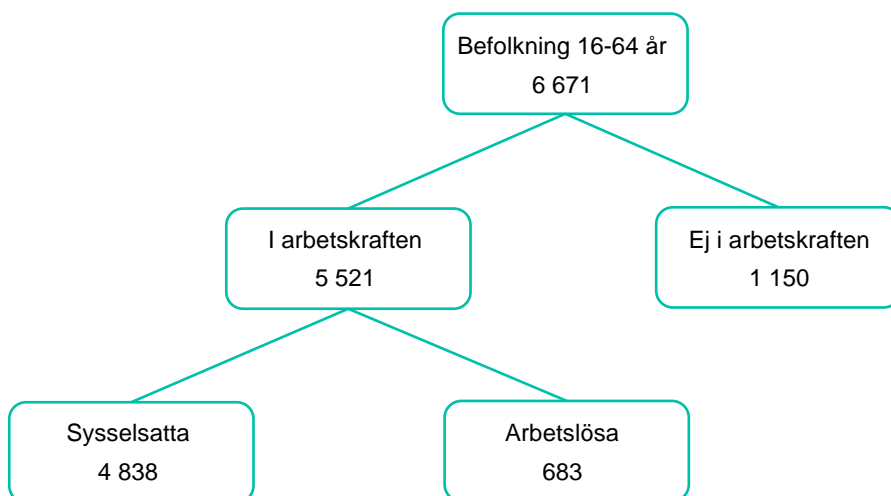 Befolkning 16-64 år
6 671
I arbetskraften
5 521
Ej i arbetskraften
1 150
Sysselsatta
4 838
Arbetslösa
683